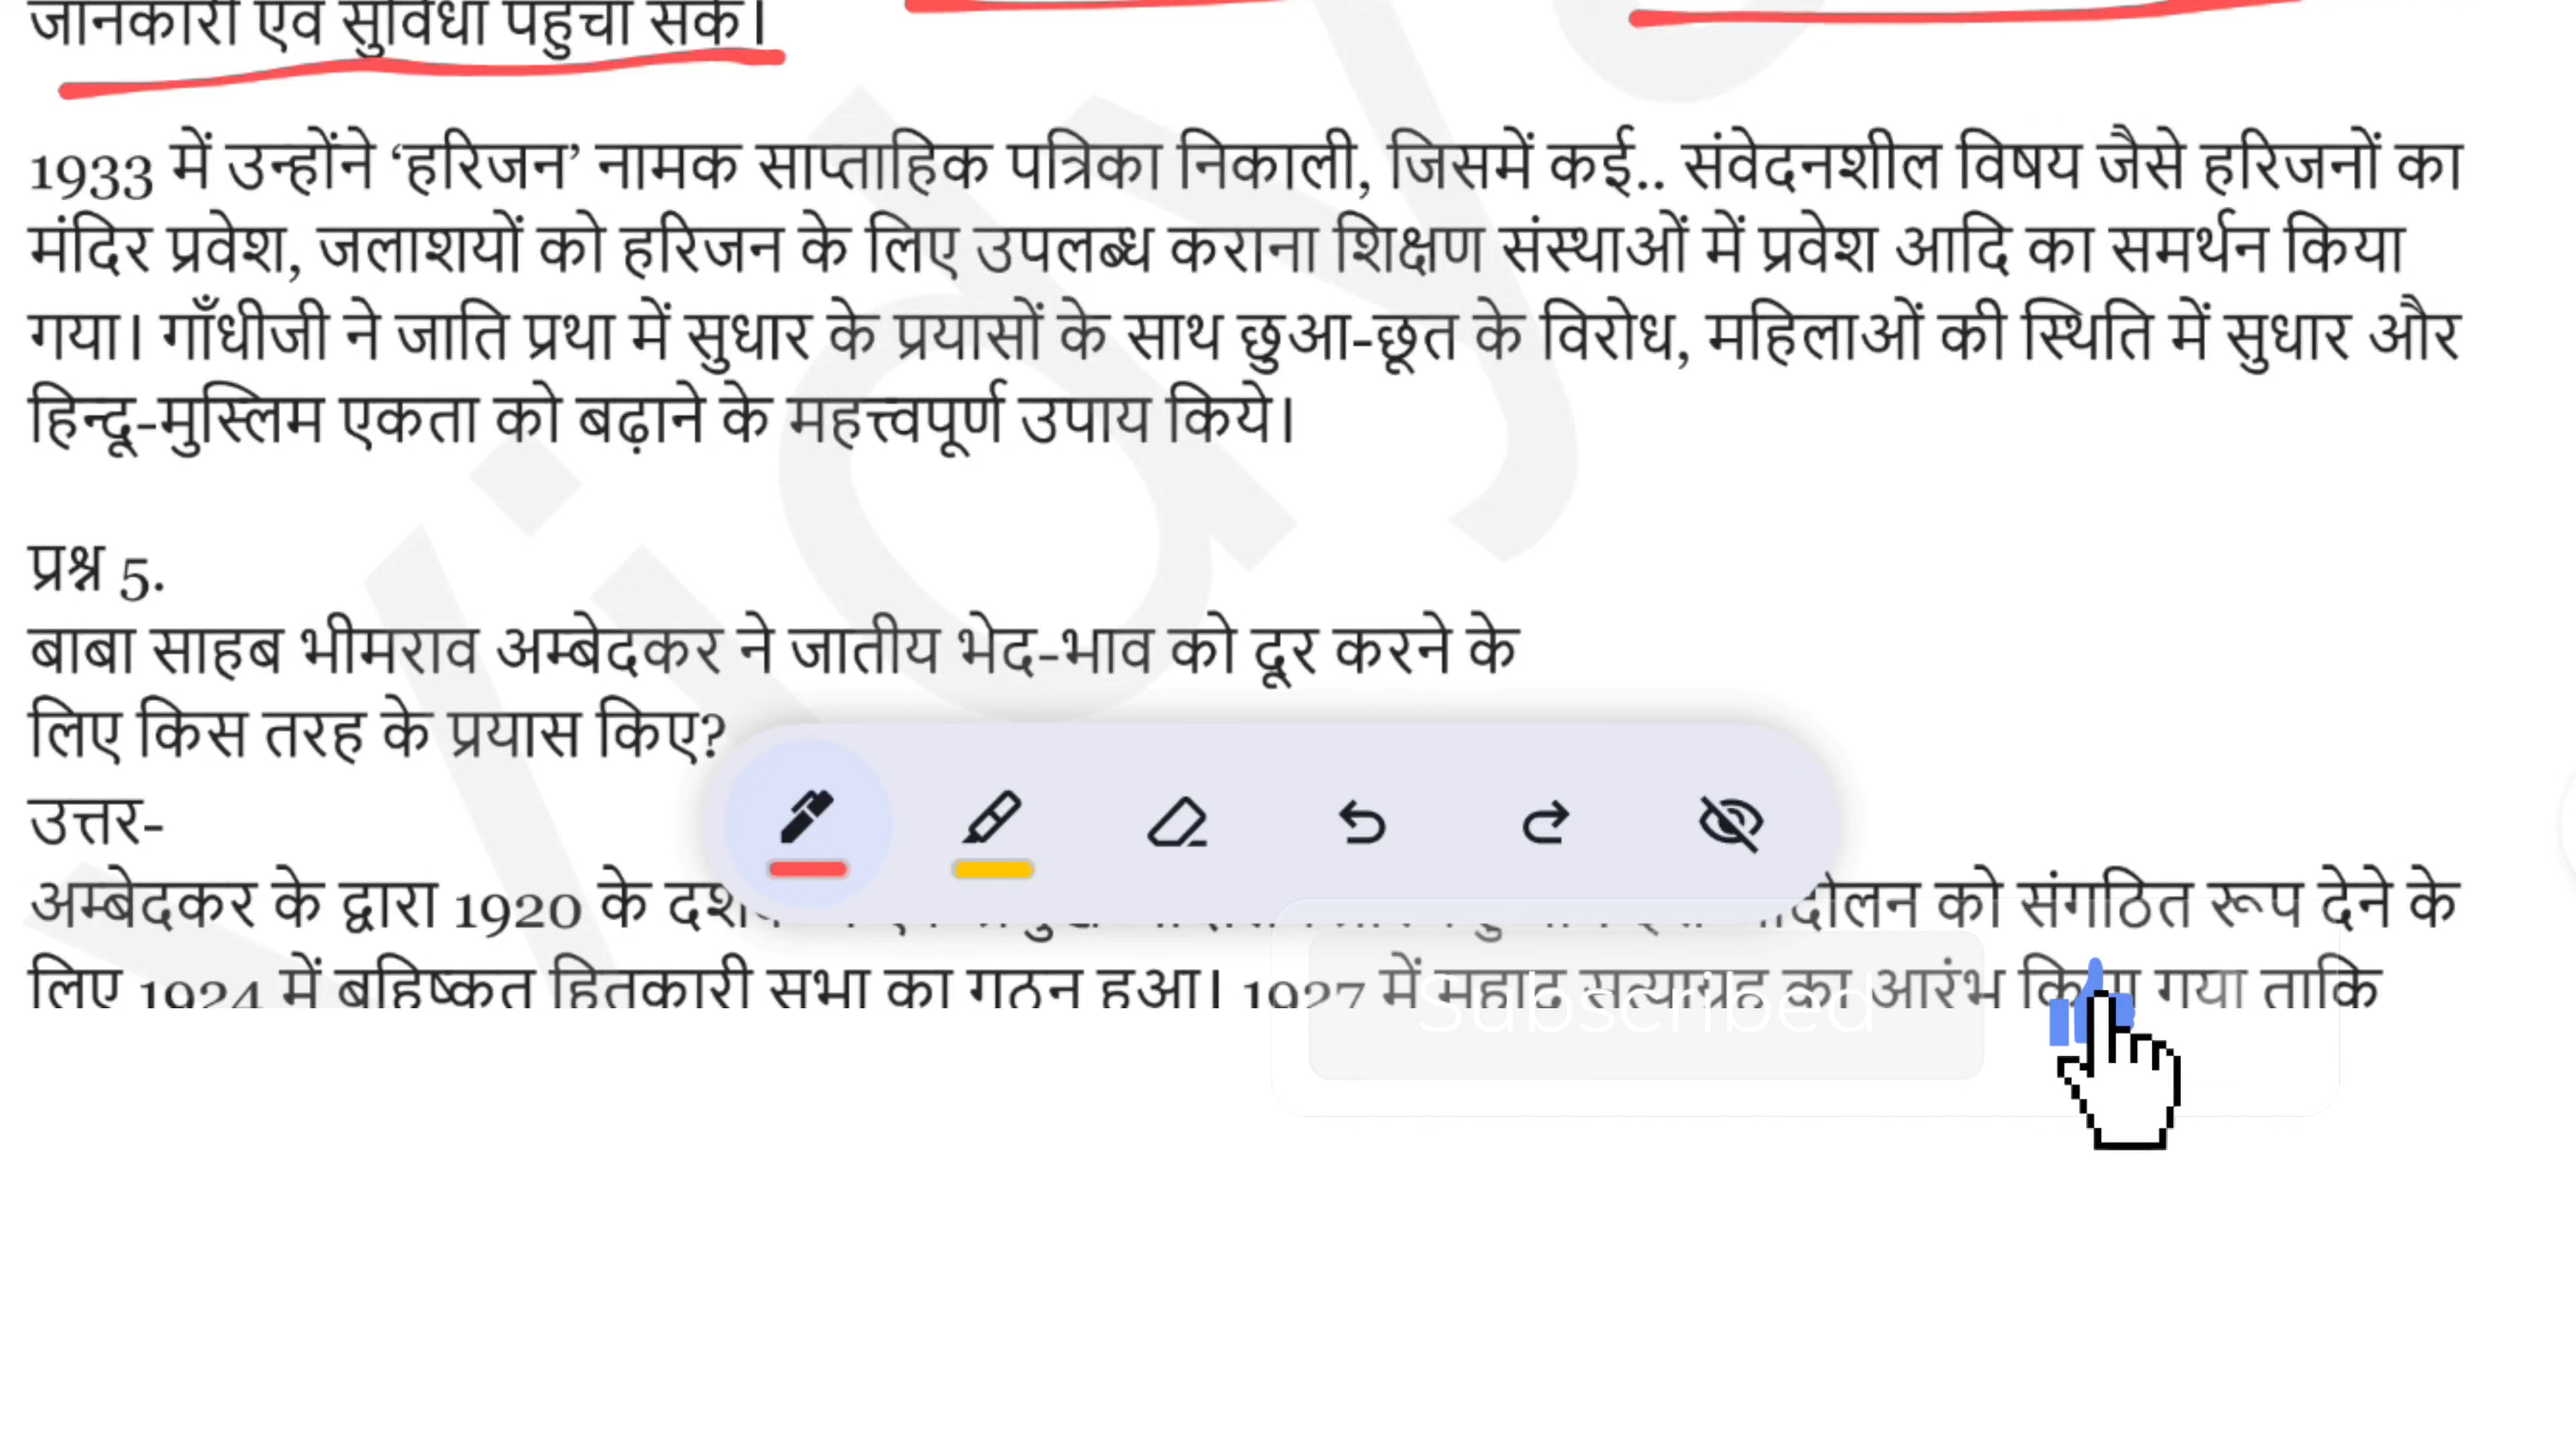 जानकारी एवं सुविधा पहुंचा सके।
1933 में उन्होंने ‘हरिजन’ नामक साप्ताहिक पत्रिका निकाली, जिसमें कई.. संवेदनशील विषय जैसे हरिजनों का
मंदिर प्रवेश, जलाशयों को हरिजन के लिए उपलब्ध कराना शिक्षण संस्थाओं में प्रवेश आदि का समर्थन किया
गया। गाँधीजी ने जाति प्रथा में सुधार के प्रयासों के साथ छुआ-छूत के विरोध, महिलाओं की स्थिति में सुधार और
हिन्दू-मुस्लिम एकता को बढ़ाने के महत्त्वपूर्ण उपाय किये।
प्रश्न 5.
बाबा साहब भीमराव अम्बेदकर ने जातीय भेद-भाव को दूर करने के
लिए किस तरह के प्रयास किए?
उत्तर-
अम्बेदकर के द्वारा 1920 के को संगठित रूप देने के
लिए 1924 में बहिष्कृत हितकारी सभा का गठन हुआ। 1927 में महाद सत्याग्रह का आरंभ किया गया ताकि
Subscribed